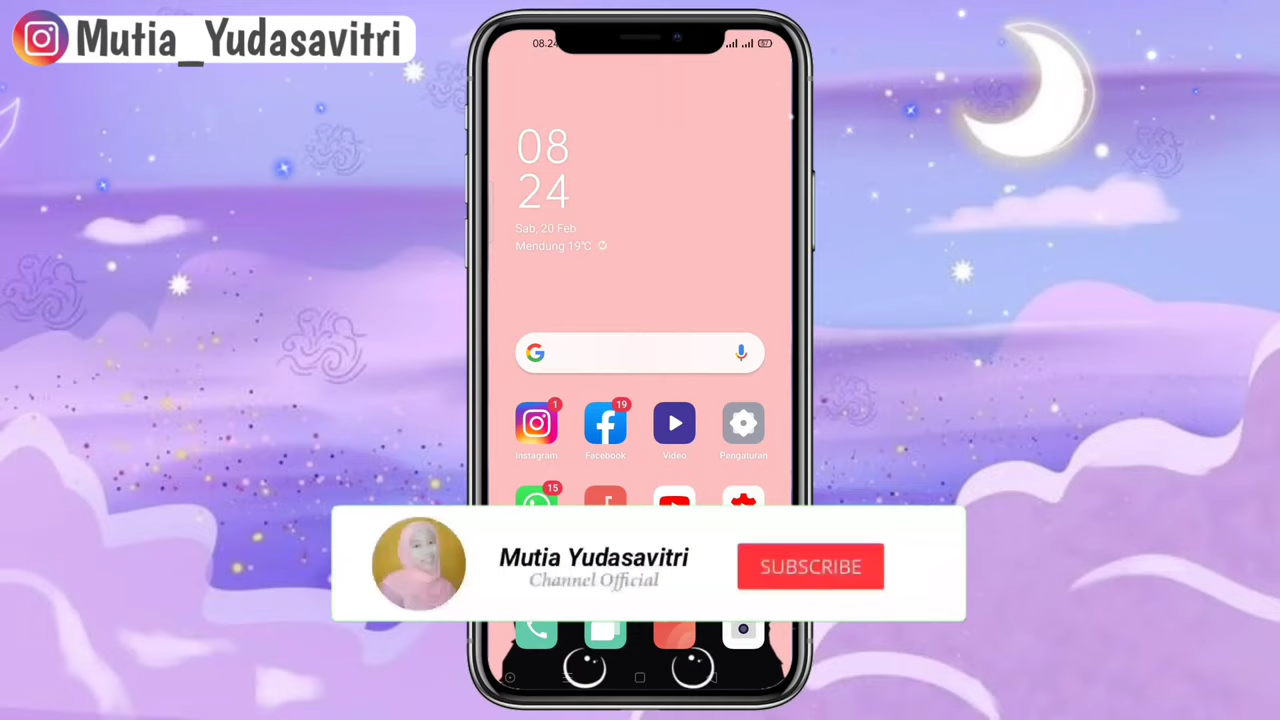 Mutia_Yudasavitri
08.24
67
08
24
Sab, 20 Feb
Mendung 19°C
1
19
Instagram
Facebook
Video
Pengaturan
15
Mutia Yudasavitri
Channel Official
SUBSCRIBE